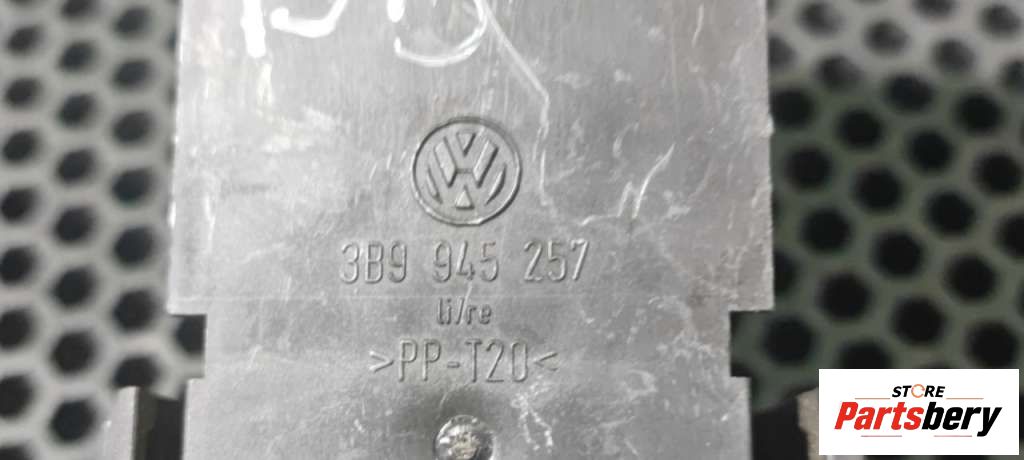 VW
3B9 945 257
li/re
>PP-T20<
STORE
Partsbery